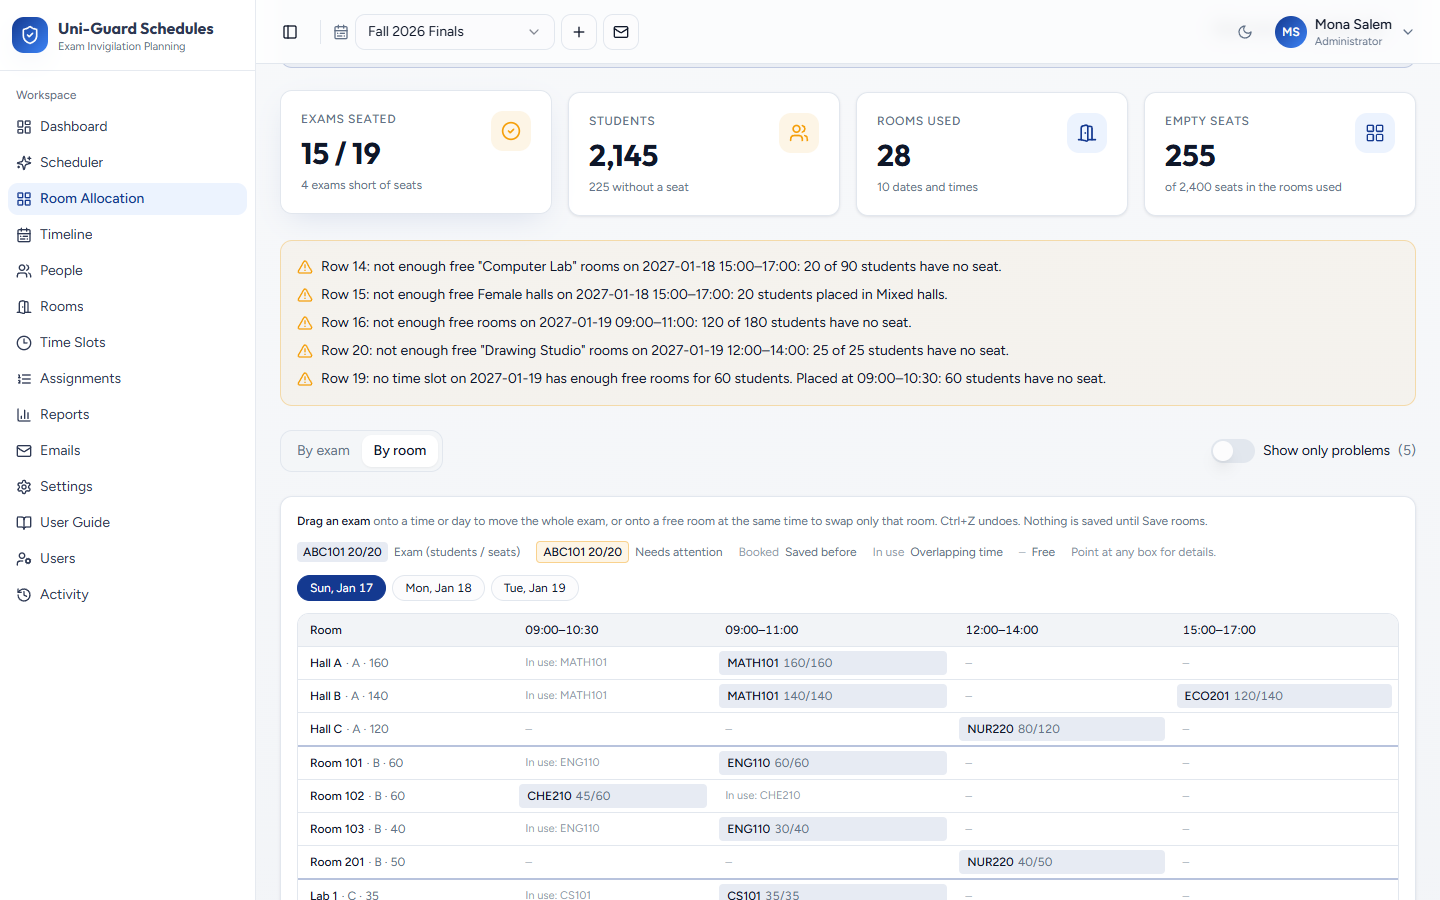 Uni-Guard Schedules
Exam Invigilation Planning
Fall 2026 Finals
MS
Mona Salem
Administrator
Workspace
Dashboard
Scheduler
Room Allocation
Timeline
People
Rooms
Time Slots
Assignments
Reports
Emails
Settings
User Guide
Users
Activity
EXAMS SEATED
15 / 19
4 exams short of seats
STUDENTS
2,145
225 without a seat
ROOMS USED
28
10 dates and times
EMPTY SEATS
255
of 2,400 seats in the rooms used
Row 14: not enough free "Computer Lab" rooms on 2027-01-18 15:00–17:00: 20 of 90 students have no seat.
Row 15: not enough free Female halls on 2027-01-18 15:00–17:00: 20 students placed in Mixed halls.
Row 16: not enough free rooms on 2027-01-19 09:00–11:00: 120 of 180 students have no seat.
Row 20: not enough free "Drawing Studio" rooms on 2027-01-19 12:00–14:00: 25 of 25 students have no seat.
Row 19: no time slot on 2027-01-19 has enough free rooms for 60 students. Placed at 09:00–10:30: 60 students have no seat.
By exam By room Show only problems (5)
Drag an exam onto a time or day to move the whole exam, or onto a free room at the same time to swap only that room. Ctrl+Z undoes. Nothing is saved until Save rooms.
ABC101 20/20 Exam (students / seats) ABC101 20/20 Needs attention Booked Saved before In use Overlapping time – Free Point at any box for details.
Sun, Jan 17 Mon, Jan 18 Tue, Jan 19
Room 09:00–10:30 09:00–11:00 12:00–14:00 15:00–17:00
Hall A · A · 160 In use: MATH101 MATH101 160/160 – –
Hall B · A · 140 In use: MATH101 MATH101 140/140 – ECO201 120/140
Hall C · A · 120 – – NUR220 80/120 –
Room 101 · B · 60 In use: ENG110 ENG110 60/60 – –
Room 102 · B · 60 CHE210 45/60 In use: CHE210 – –
Room 103 · B · 40 In use: ENG110 ENG110 30/40 – –
Room 201 · B · 50 – – NUR220 40/50 –
Lab 1 · C · 35 In use: CS101 CS101 35/35 – –